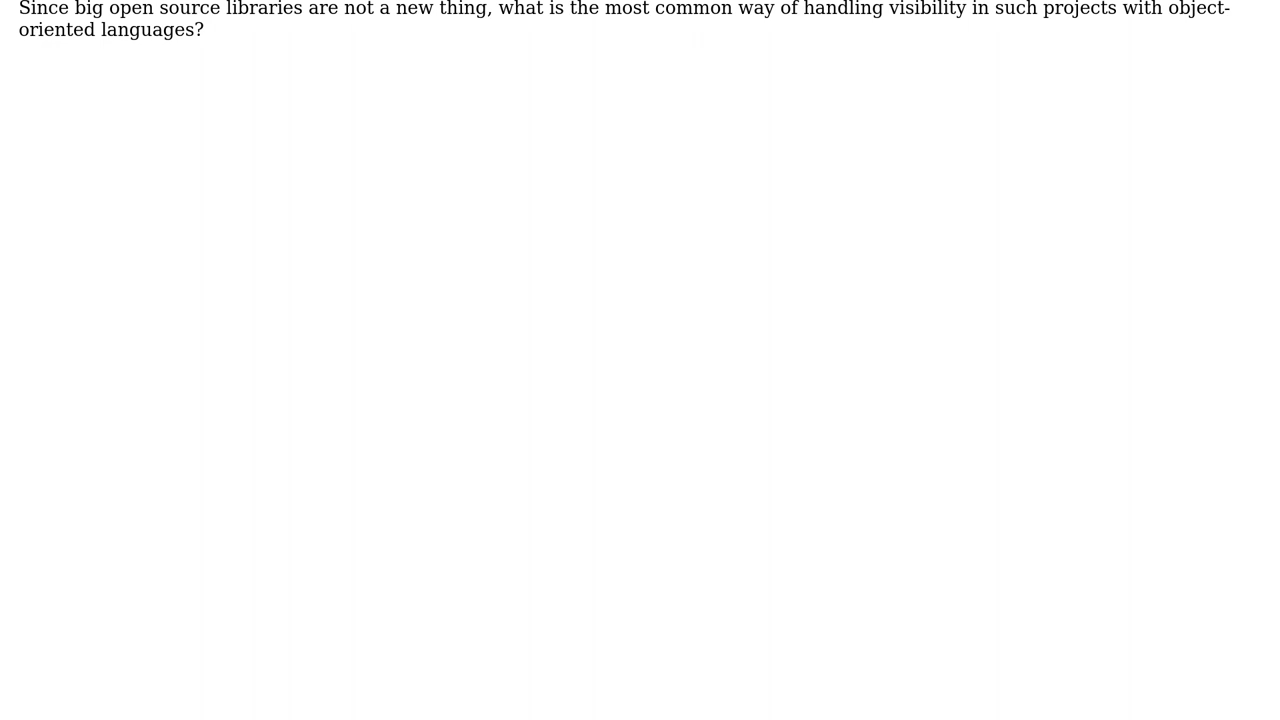 Since big open source libraries are not a new thing, what is the most common way of handling visibility in such projects with object-
oriented languages?